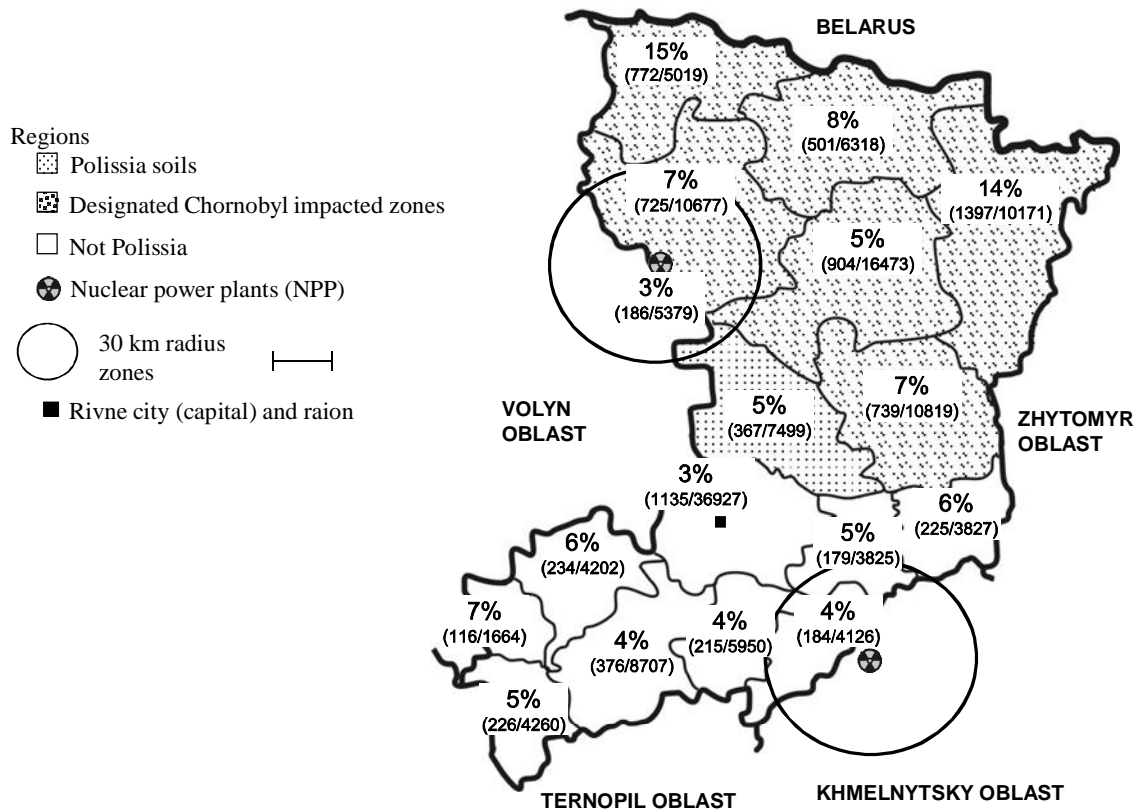 BELARUS
15%
(772/5019)
8%
(501/6318)
Regions
Polissia soils
Designated Chornobyl impacted zones
Not Polissia
Nuclear power plants (NPP)
30 km radius
zones
Rivne city (capital) and raion
7%
(725/10677)
14%
(1397/10171)
5%
(904/16473)
3%
(186/5379)
7%
(739/10819)
5%
(367/7499)
VOLYN
OBLAST
ZHYTOMYR
OBLAST
3%
(1135/36927)
6%
(225/3827)
5%
(179/3825)
6%
(234/4202)
7%
(116/1664)
4%
(376/8707)
4%
(215/5950)
4%
(184/4126)
5%
(226/4260)
TERNOPIL OBLAST
KHMELNYTSKY OBLAST